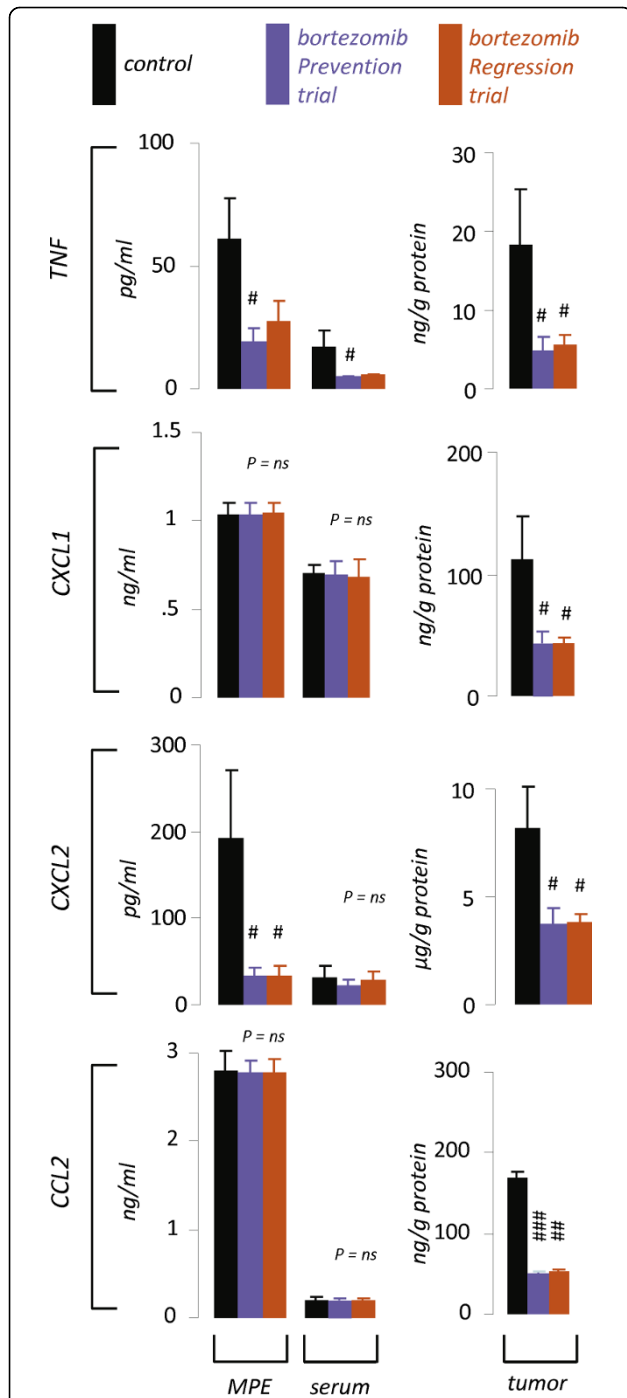 control
bortezomib
Prevention
trial
bortezomib
Regression
trial
TNF
pg/ml
100
50
0
#
#
ng/g protein
30
20
10
0
# #
CXCL1
ng/ml
1.5
1
.5
0
P = ns
P = ns
ng/g protein
200
100
0
# #
CXCL2
pg/ml
300
200
100
0
# #
P = ns
µg/g protein
10
5
0
# #
CCL2
ng/ml
3
2
1
0
P = ns
P = ns
ng/g protein
300
200
100
0
### ##
MPE serum tumor